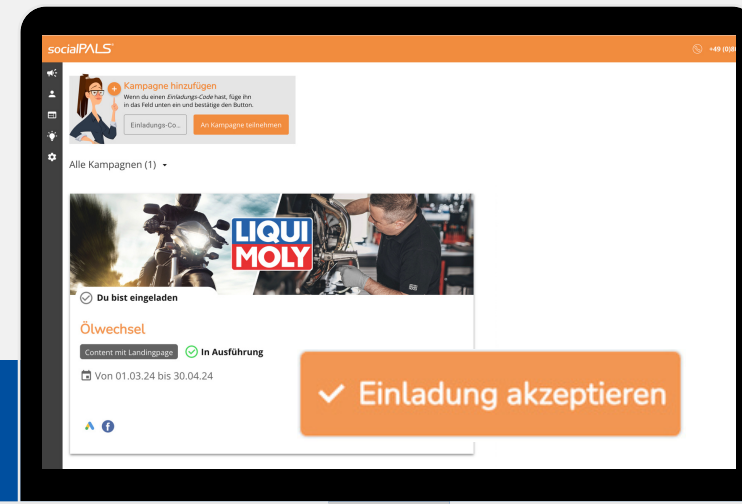 socialPALS
+49 (0)8
Kampagne hinzufügen
Wenn du einen Einladungs-Code hast, füge ihn
in das Feld unten ein und bestätige den Button.
Einladungs-Co...
An Kampagne teilnehmen
Alle Kampagnen (1)
LIQUI
MOLY
Du bist eingeladen
Ölwechsel
Content mit Landingpage
In Ausführung
Von 01.03.24 bis 30.04.24
Einladung akzeptieren